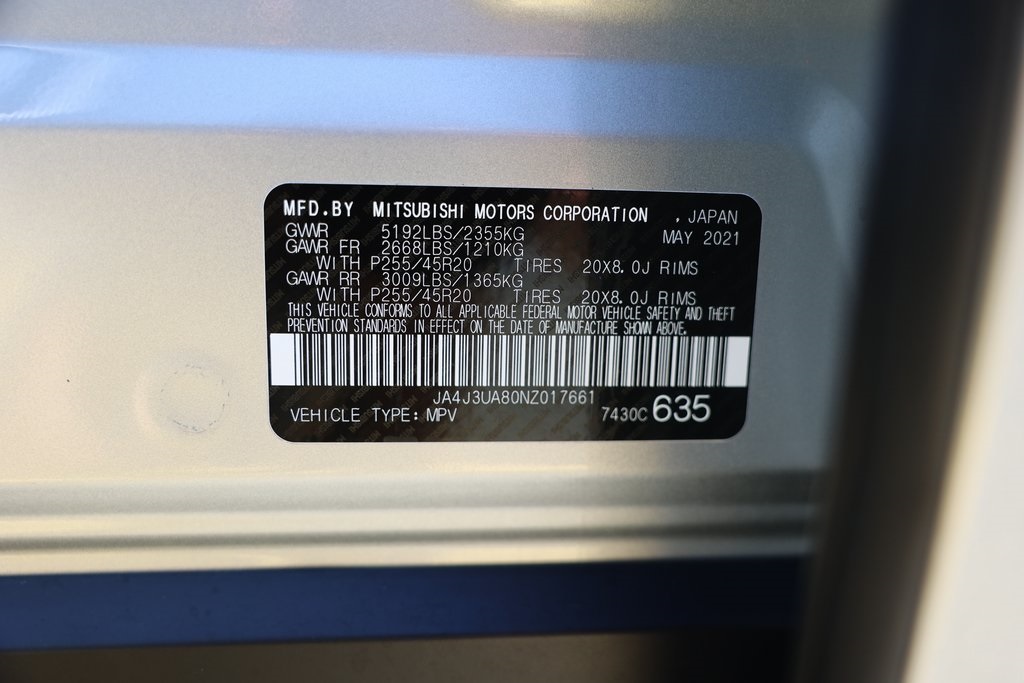 MFD.BY MITSUBISHI MOTORS CORPORATION , JAPAN
GVWR 5192LBS/2355KG MAY 2021
GAWR FR 2668LBS/1210KG
WITH P255/45R20 TIRES 20X8.0J RIMS
GAWR RR 3009LBS/1365KG
WITH P255/45R20 TIRES 20X8.0J RIMS
THIS VEHICLE CONFORMS TO ALL APPLICABLE FEDERAL MOTOR VEHICLE SAFETY AND THEFT
PREVENTION STANDARDS IN EFFECT ON THE DATE OF MANUFACTURE SHOWN ABOVE.
JA4J3UA80NZ017661
VEHICLE TYPE: MPV 7430C 635